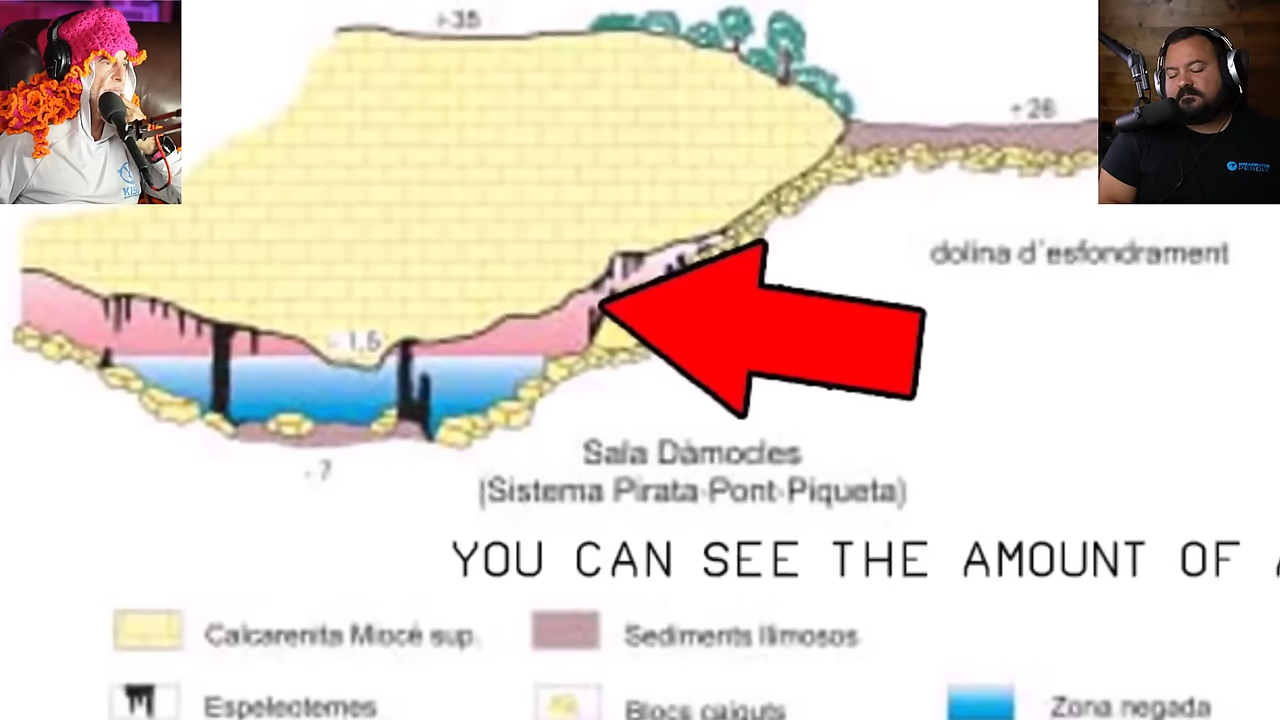 +35
+26
dolina d'esfondrament
- 1,5
Sala Dàmocles
- 7
(Sistema Pirata-Pont-Piqueta)
YOU CAN SEE THE AMOUNT OF
Calcarenita Miocé sup.
Sediments llimosos
Espeleotemes
Blocs caiguts
Zona negada